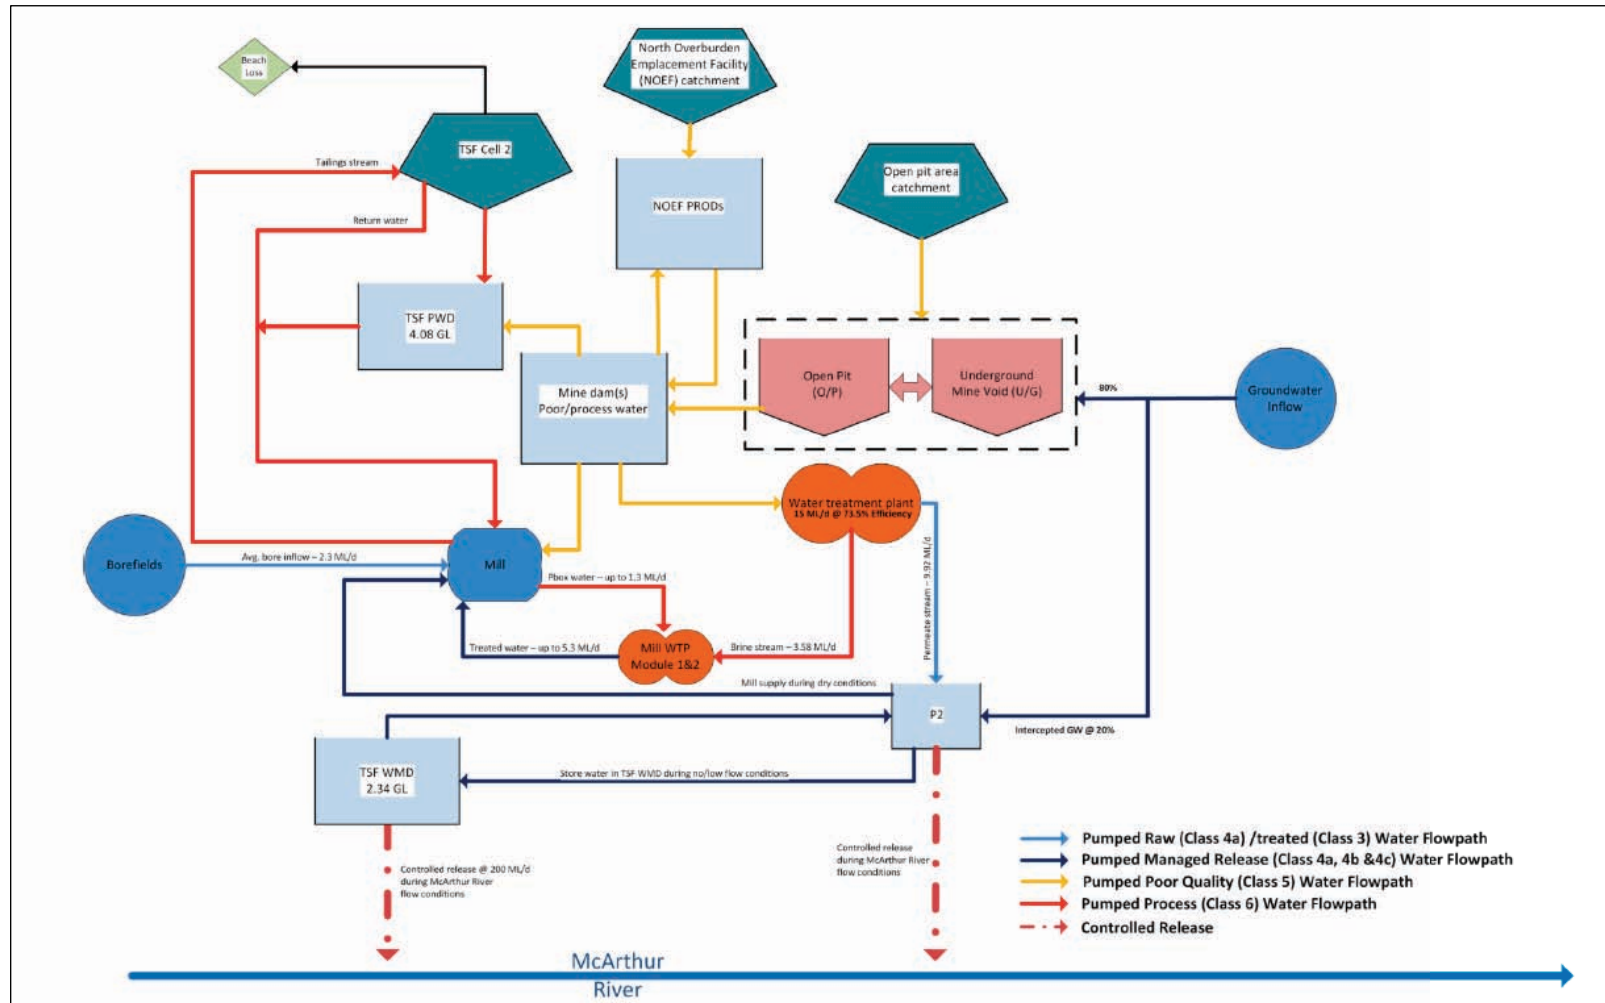 Beach
Loss
North Overburden
Emplacement Facility
(NOEF) catchment
TSF Cell 2
Tailings stream
Open pit area
catchment
NOEF PRODs
Return water
TSF PWD
4.08 GL
Mine dam(s)
Poor/process water
Open Pit
(O/P)
Underground
Mine Void (U/G)
80%
Groundwater
Inflow
Water treatment plant
15 ML/d @ 73.5% Efficiency
Borefields
Avg. bore inflow – 2.3 ML/d
Mill
Pbox water – up to 1.3 ML/d
Permeate stream – 9.92 ML/d
Treated water – up to 5.3 ML/d
Mill WTP
Module 1&2
Brine stream – 3.58 ML/d
Mill supply during dry conditions
P2
Intercepted GW @ 20%
TSF WMD
2.34 GL
Store water in TSF WMD during no/low flow conditions
Controlled release @ 200 ML/d
during McArthur River
flow conditions
Controlled release
during McArthur River
flow conditions
Pumped Raw (Class 4a) /treated (Class 3) Water Flowpath
Pumped Managed Release (Class 4a, 4b &4c) Water Flowpath
Pumped Poor Quality (Class 5) Water Flowpath
Pumped Process (Class 6) Water Flowpath
Controlled Release
McArthur
River